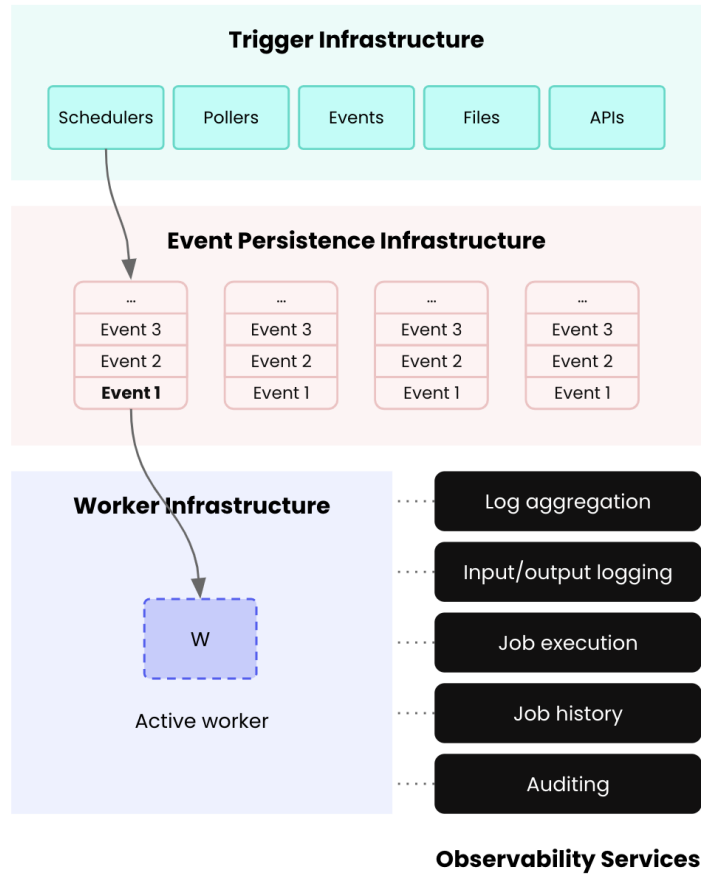 Trigger Infrastructure
Schedulers
Pollers
Events
Files
APIs
Event Persistence Infrastructure
...
Event 3
Event 2
Event 1
...
Event 3
Event 2
Event 1
...
Event 3
Event 2
Event 1
...
Event 3
Event 2
Event 1
Worker Infrastructure
W
Active worker
Log aggregation
Input/output logging
Job execution
Job history
Auditing
Observability Services